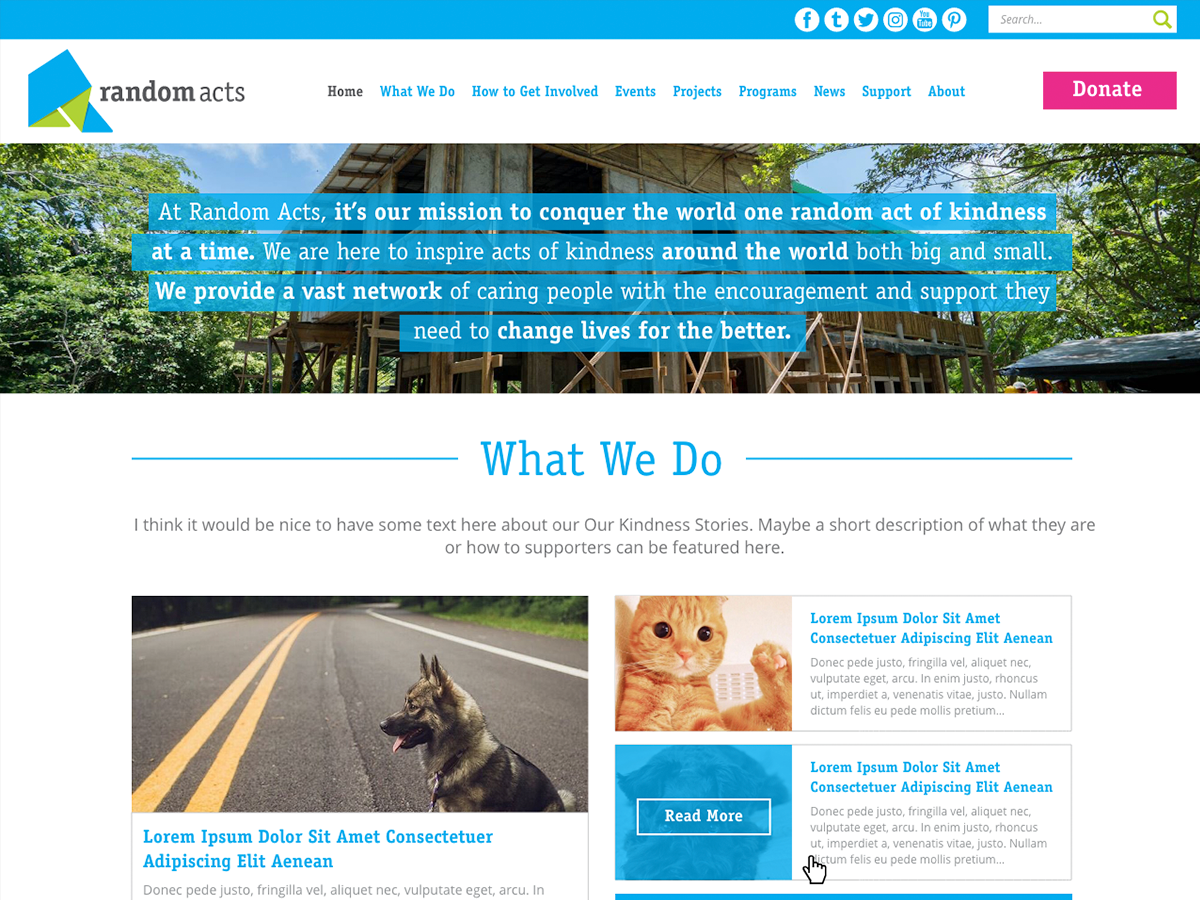 Search...
random acts
Home What We Do How to Get Involved Events Projects Programs News Support About
Donate
At Random Acts, it's our mission to conquer the world one random act of kindness
at a time. We are here to inspire acts of kindness around the world both big and small.
We provide a vast network of caring people with the encouragement and support they
need to change lives for the better.
What We Do
I think it would be nice to have some text here about our Our Kindness Stories. Maybe a short description of what they are
or how to supporters can be featured here.
Lorem Ipsum Dolor Sit Amet Consectetuer
Adipiscing Elit Aenean
Donec pede justo, fringilla vel, aliquet nec, vulputate eget, arcu. In
Lorem Ipsum Dolor Sit Amet
Consectetuer Adipiscing Elit Aenean
Donec pede justo, fringilla vel, aliquet nec,
vulputate eget, arcu. In enim justo, rhoncus
ut, imperdiet a, venenatis vitae, justo. Nullam
dictum felis eu pede mollis pretium...
Read More
Lorem Ipsum Dolor Sit Amet
Consectetuer Adipiscing Elit Aenean
Donec pede justo, fringilla vel, aliquet nec,
vulputate eget, arcu. In enim justo, rhoncus
ut, imperdiet a, venenatis vitae, justo. Nullam
dictum felis eu pede mollis pretium...